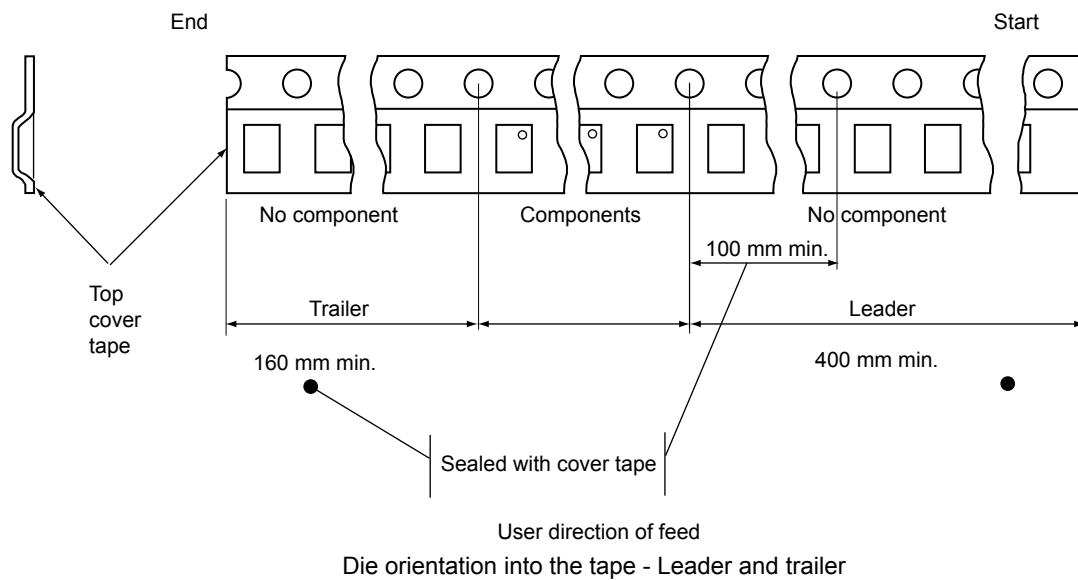 End
Start
No component
Components
No component
100 mm min.
Top
cover
tape
Trailer
Leader
160 mm min.
400 mm min.
Sealed with cover tape
User direction of feed
Die orientation into the tape - Leader and trailer